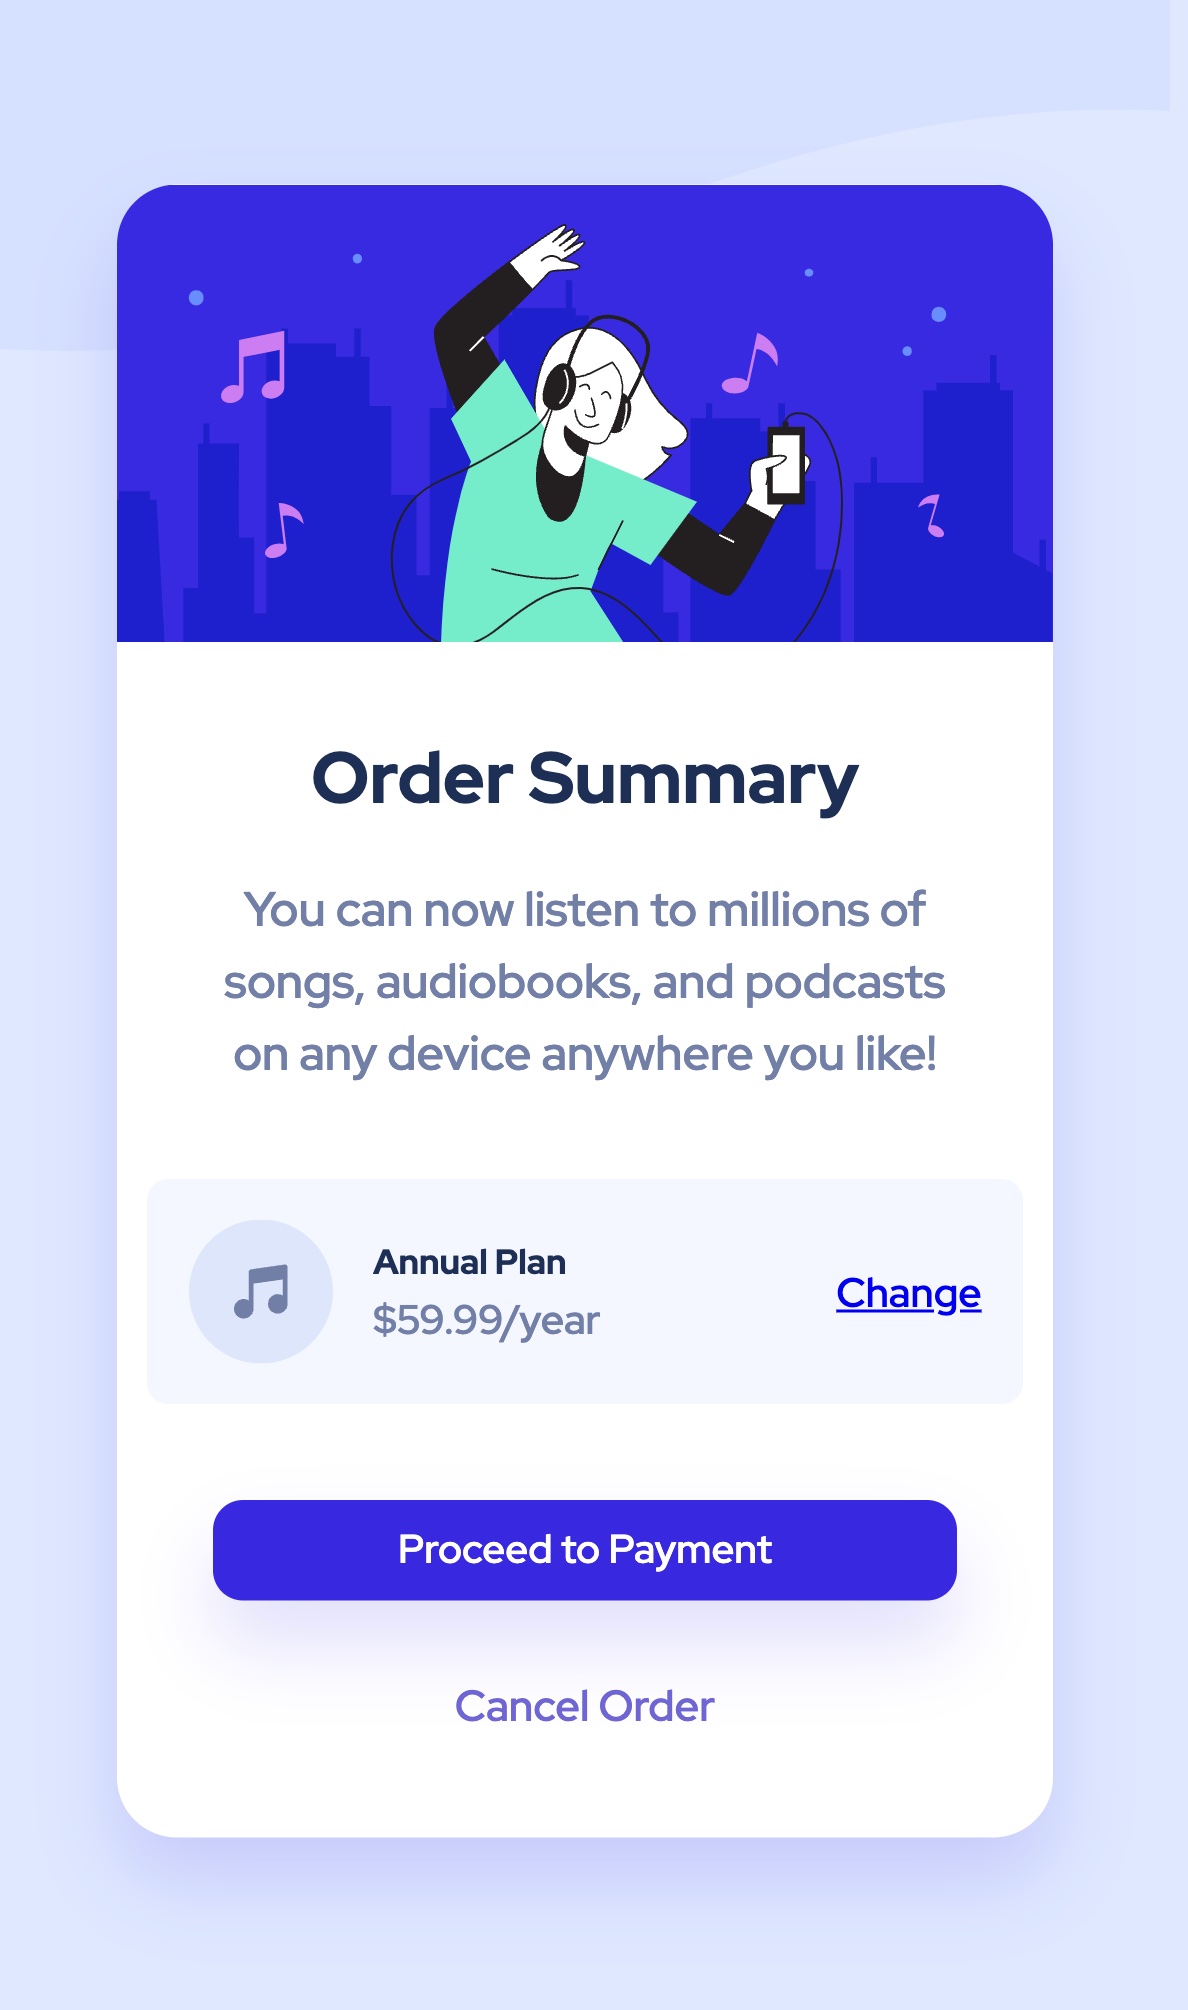 Order Summary
You can now listen to millions of
songs, audiobooks, and podcasts
on any device anywhere you like!
Annual Plan
$59.99/year
Change
Proceed to Payment
Cancel Order